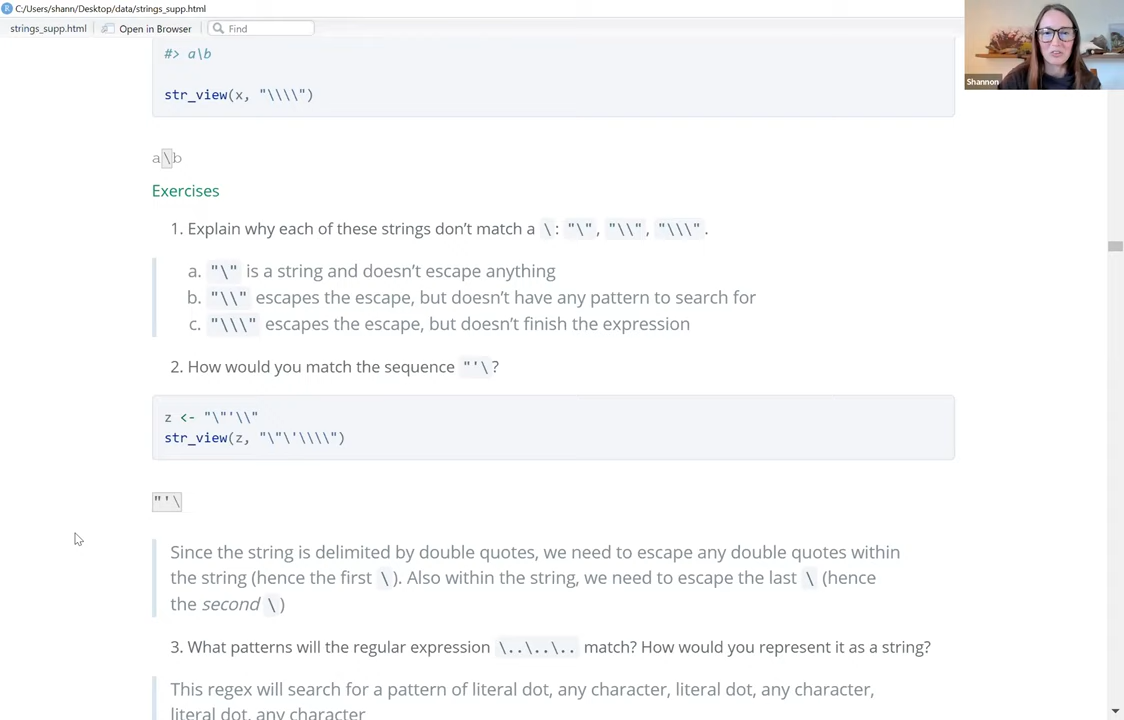 C:/Users/shann/Desktop/data/strings_supp.html
strings_supp.html Open in Browser Find
Shannon
#> a\b
str_view(x, "\\\\")
a\b
Exercises
1. Explain why each of these strings don’t match a \: "\", "\\", "\\\".
a. "\" is a string and doesn’t escape anything
b. "\\" escapes the escape, but doesn’t have any pattern to search for
c. "\\\" escapes the escape, but doesn’t finish the expression
2. How would you match the sequence "'\?
z <- "\"'\\"
str_view(z, "\"\'\\\\")
"'\
Since the string is delimited by double quotes, we need to escape any double quotes within
the string (hence the first \). Also within the string, we need to escape the last \ (hence
the second \)
3. What patterns will the regular expression \..\..\.. match? How would you represent it as a string?
This regex will search for a pattern of literal dot, any character, literal dot, any character,
literal dot, any character